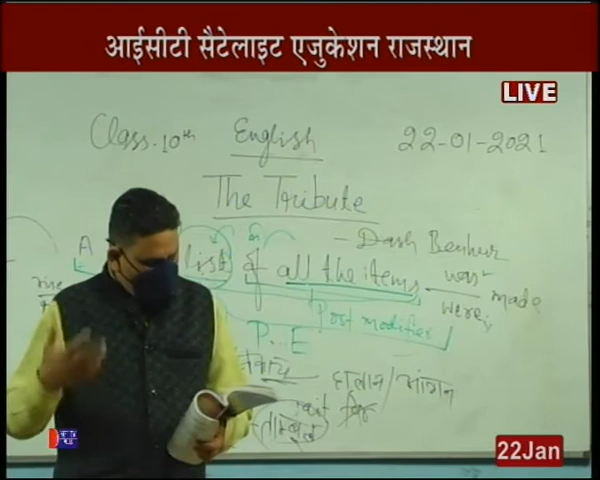 आईसीटी सैटेलाइट एजुकेशन राजस्थान
LIVE
Class-10th English 22-01-2021
The Tribute
- Dash Benhur
A list of all the items was made
were
Post modifier
P...E
दालान/आंगन
22Jan